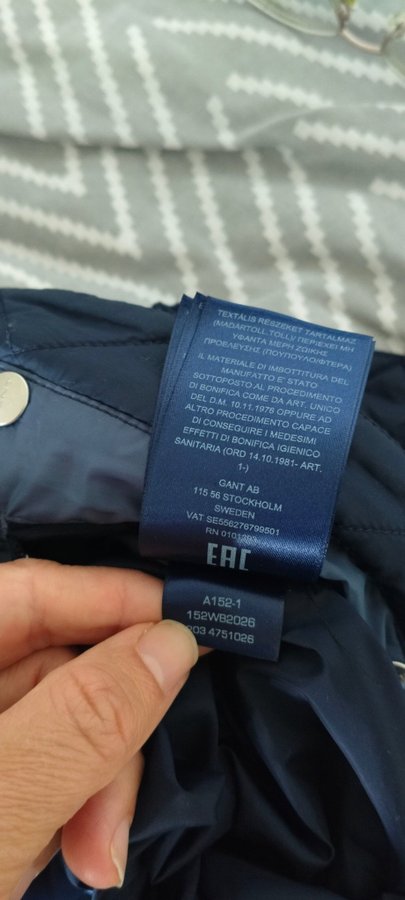 TEXTÁLIS RÉSZEKET TARTALMAZ
(MADÁRTOLL.TOLL) ΠΕΡΙΕΧΕΙ ΜΗ
ΥΦΑΝΤΑ ΜΕΡΗ ΖΩΙΚΗΣ
ΠΡΟΕΛΕΥΣΗΣ (ΠΟΥΠΟΥΛΟ/ΦΤΕΡΑ)
IL MATERIALE DI IMBOTTITURA DEL
MANUFATTO E' STATO
SOTTOPOSTO AL PROCEDIMENTO
DI BONIFICA COME DA ART. UNICO
DEL D.M. 10.11.1976 OPPURE AD
ALTRO PROCEDIMENTO CAPACE
DI CONSEGUIRE I MEDESIMI
EFFETTI DI BONIFICA IGIENICO
SANITARIA (ORD 14.10.1981- ART.
1-)
GANT AB
115 56 STOCKHOLM
SWEDEN
VAT SE556276799501
RN
EAC
A152-1
152WB2026
4751026